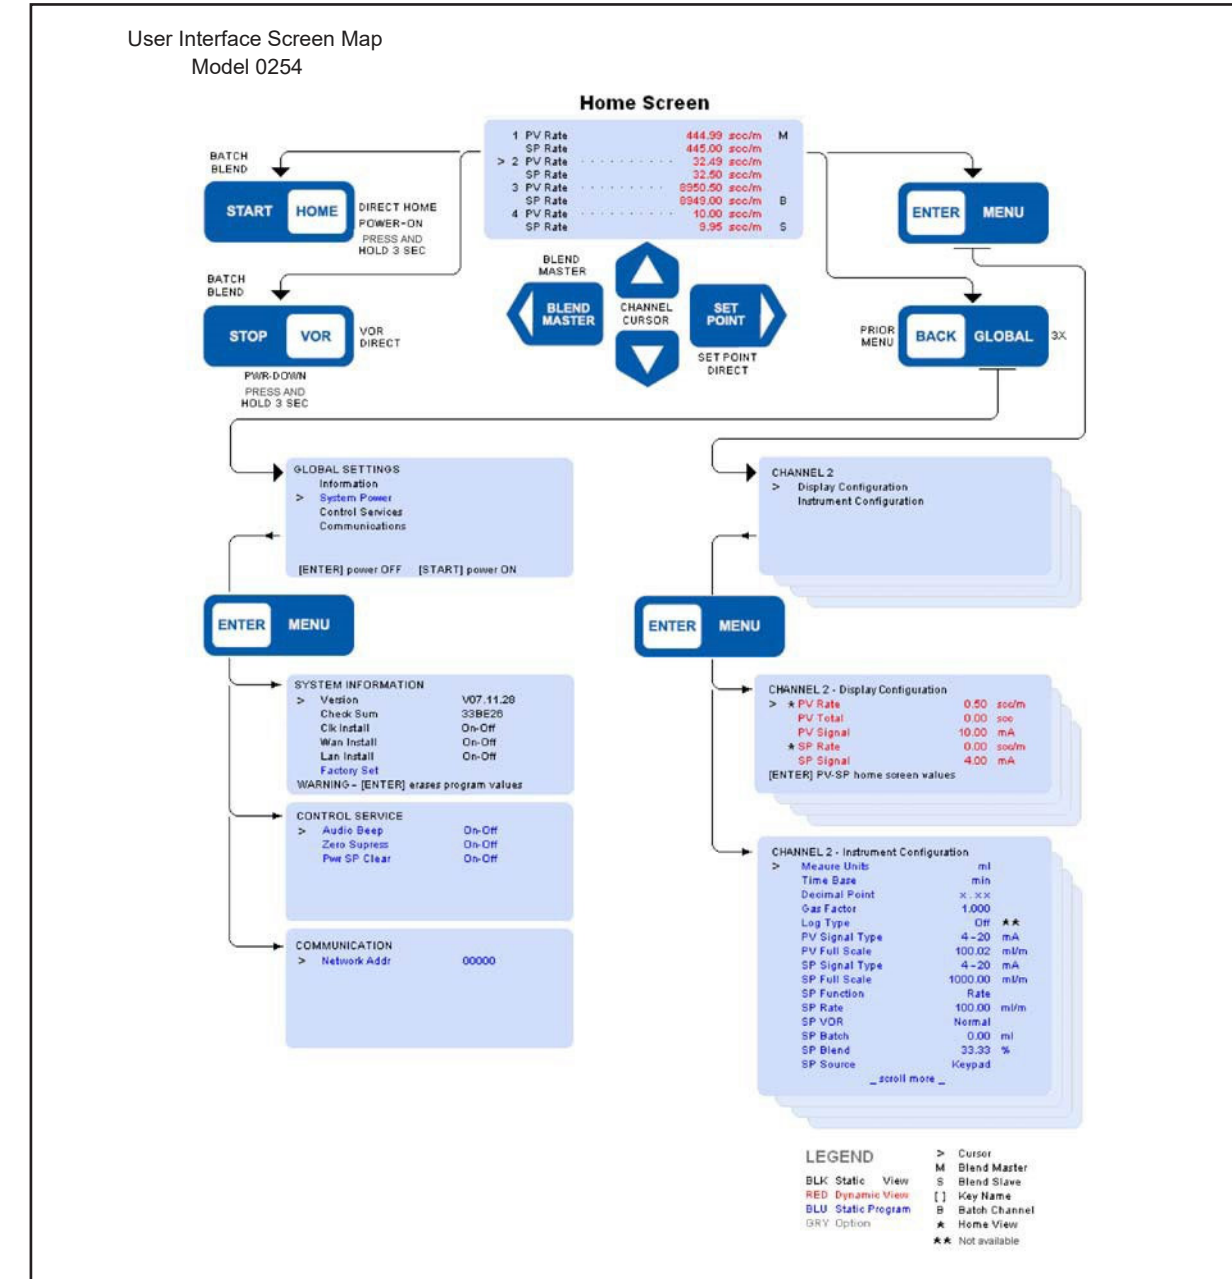 User Interface Screen Map
Model 0254
Home Screen
1 PV Rate 444.99 scc/m M
SP Rate 445.00 scc/m
> 2 PV Rate · · · · · · · · · · 32.49 scc/m
SP Rate 32.50 scc/m
3 PV Rate · · · · · · · · · · 8950.50 scc/m
SP Rate 8949.00 scc/m B
4 PV Rate · · · · · · · · · · 10.00 scc/m
SP Rate 9.95 scc/m S
BATCH
BLEND
START HOME
DIRECT HOME
POWER-ON
PRESS AND
HOLD 3 SEC
ENTER MENU
BATCH
BLEND
STOP VOR
VOR
DIRECT
PWR-DOWN
PRESS AND
HOLD 3 SEC
BLEND
MASTER
BLEND
MASTER
CHANNEL
CURSOR
SET
POINT
SET POINT
DIRECT
PRIOR
MENU
BACK GLOBAL
3X
GLOBAL SETTINGS
Information
> System Power
Control Services
Communications
[ENTER] power OFF [START] power ON
CHANNEL 2
> Display Configuration
Instrument Configuration
ENTER MENU
ENTER MENU
SYSTEM INFORMATION
> Version V07.11.28
Check Sum 33BE26
Clk Install On-Off
Wan Install On-Off
Lan Install On-Off
Factory Set
WARNING - [ENTER] erases program values
CONTROL SERVICE
> Audio Beep On-Off
Zero Supress On-Off
Pwr SP Clear On-Off
COMMUNICATION
> Network Addr 00000
CHANNEL 2 - Display Configuration
> ★ PV Rate 0.50 scc/m
PV Total 0.00 scc
PV Signal 10.00 mA
★ SP Rate 0.00 scc/m
SP Signal 4.00 mA
[ENTER] PV-SP home screen values
CHANNEL 2 - Instrument Configuration
> Meaure Units ml
Time Base min
Decimal Point x.xx
Gas Factor 1.000
Log Type Off ★★
PV Signal Type 4-20 mA
PV Full Scale 100.02 ml/m
SP Signal Type 4-20 mA
SP Full Scale 1000.00 ml/m
SP Function Rate
SP Rate 100.00 ml/m
SP VOR Normal
SP Batch 0.00 ml
SP Blend 33.33 %
SP Source Keypad
_ scroll more _
LEGEND
BLK Static View
RED Dynamic View
BLU Static Program
GRY Option
> Cursor
M Blend Master
S Blend Slave
[ ] Key Name
B Batch Channel
★ Home View
★★ Not available